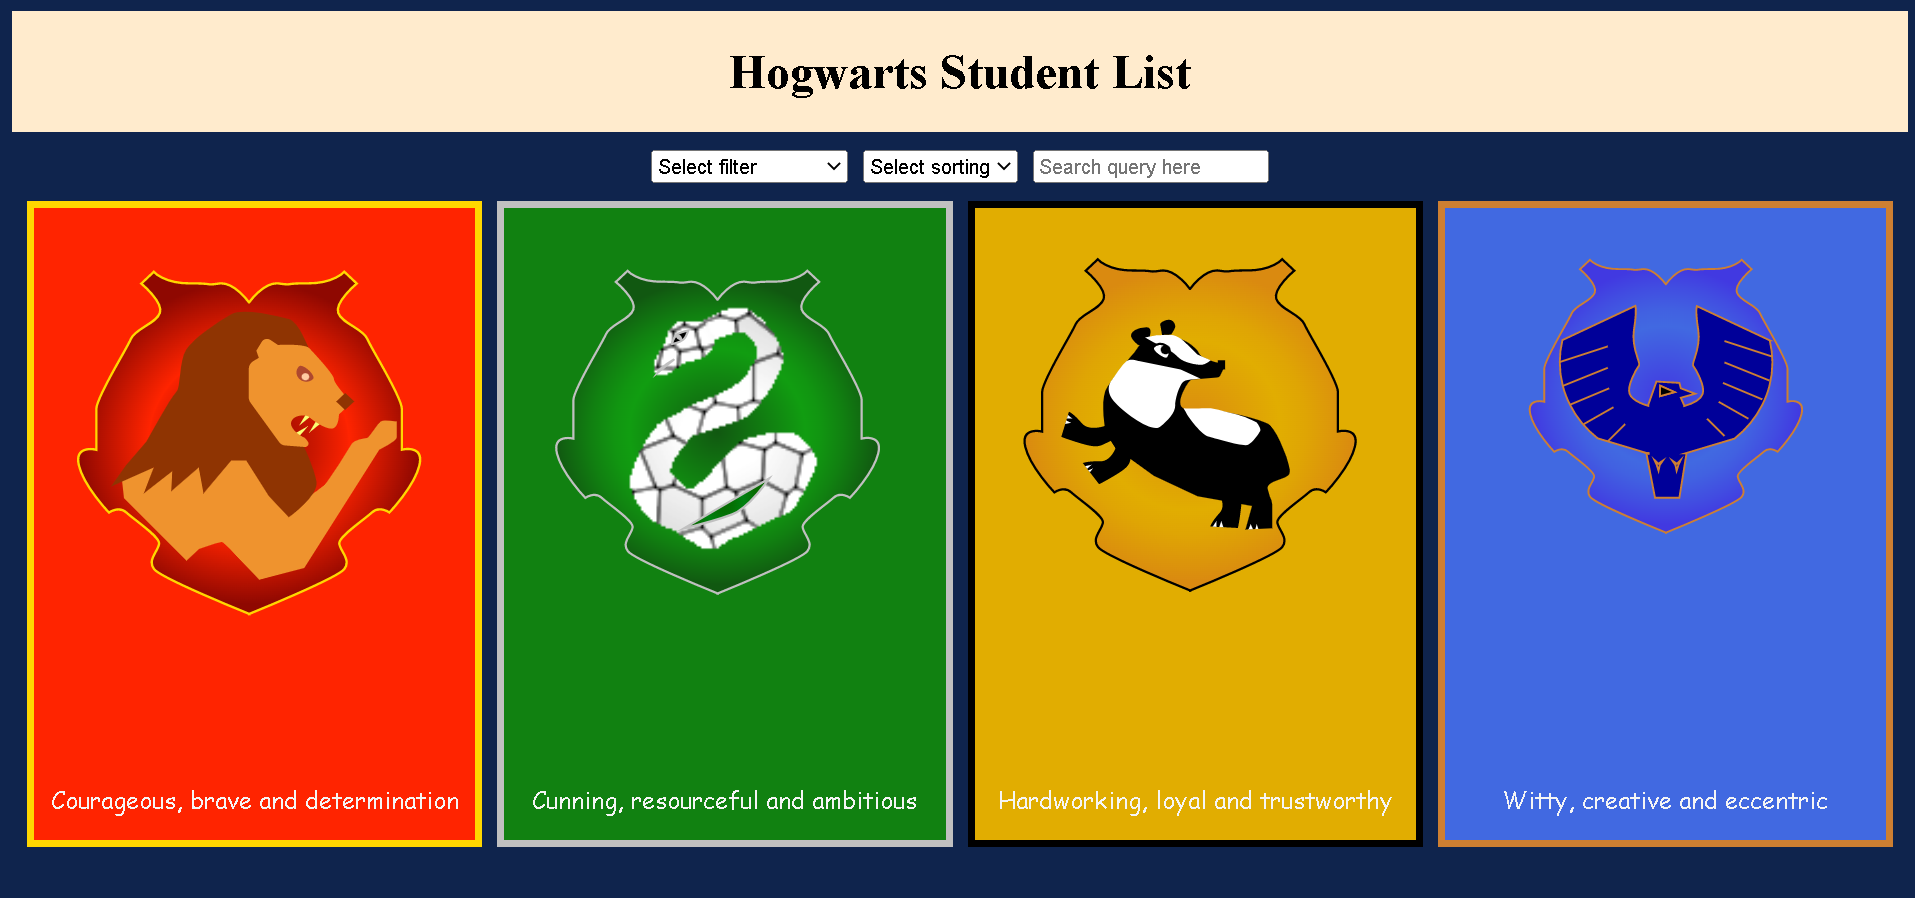 Hogwarts Student List
Select filter
Select sorting
Search query here
Courageous, brave and determination
Cunning, resourceful and ambitious
Hardworking, loyal and trustworthy
Witty, creative and eccentric